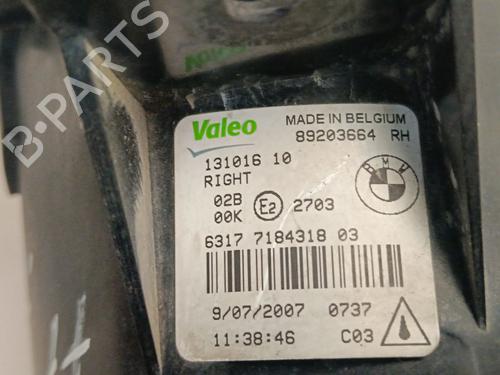 B-PARTS
Valeo
Valeo
MADE IN BELGIUM
89203664 RH
131016 10
RIGHT
02B
00K
E2
2703
BMW
6317 7184318 03
9/07/2007 0737
11:38:46 C03